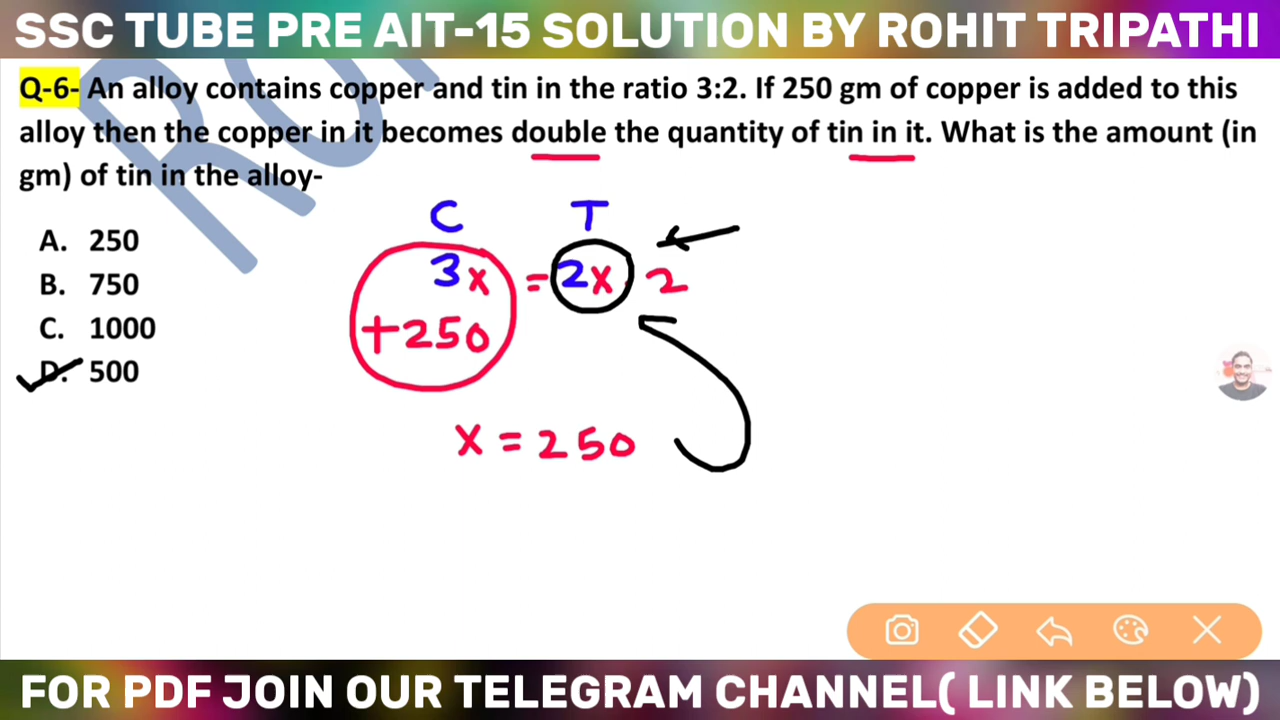 SSC TUBE PRE AIT-15 SOLUTION BY ROHIT TRIPATHI
Q-6- An alloy contains copper and tin in the ratio 3:2. If 250 gm of copper is added to this
alloy then the copper in it becomes double the quantity of tin in it. What is the amount (in
gm) of tin in the alloy-
A. 250
B. 750
C. 1000
D. 500
C T
3x = 2x . 2
+250
x = 250
FOR PDF JOIN OUR TELEGRAM CHANNEL( LINK BELOW)